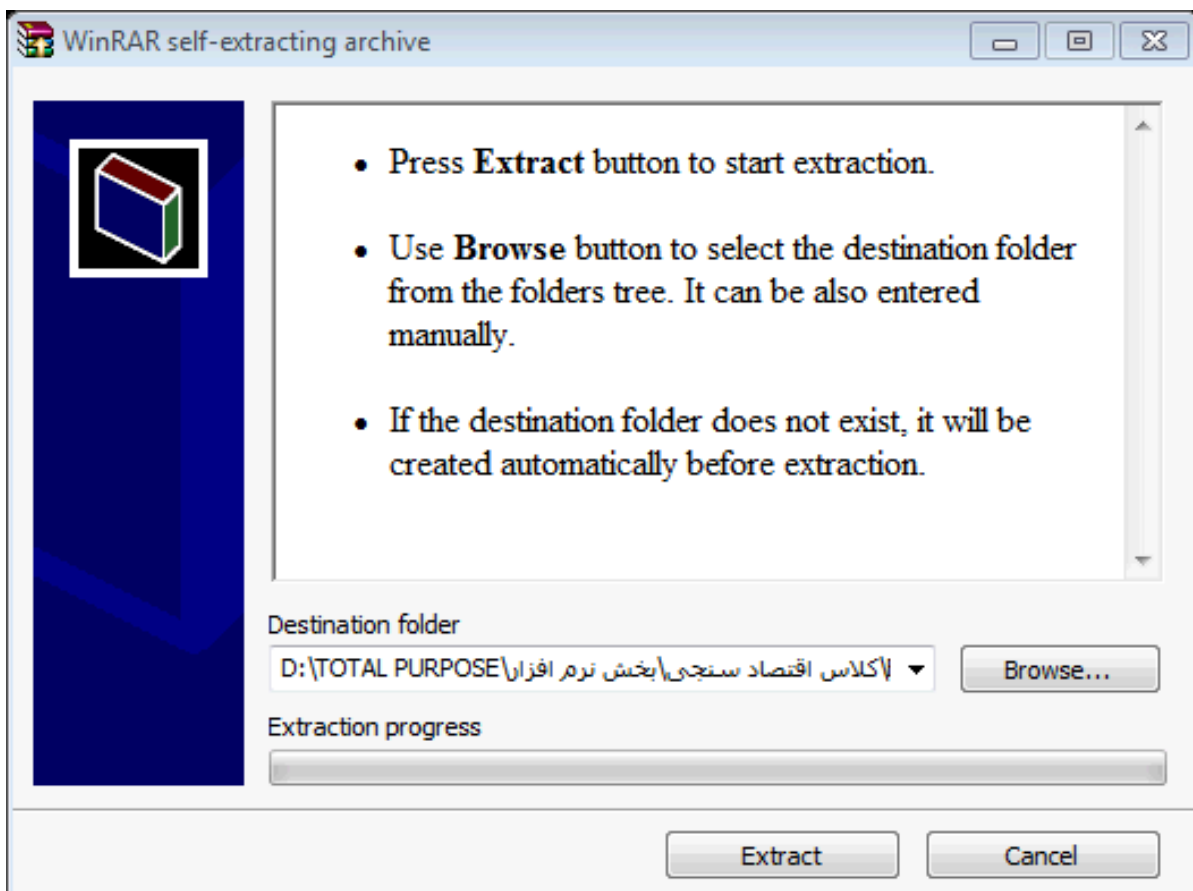 WinRAR self-extracting archive
• Press Extract button to start extraction.
• Use Browse button to select the destination folder
from the folders tree. It can be also entered
manually.
• If the destination folder does not exist, it will be
created automatically before extraction.
Destination folder
D:\TOTAL PURPOSE\کلاس اقتصاد سنجی\بخش نرم افزار\
Browse...
Extraction progress
Extract
Cancel